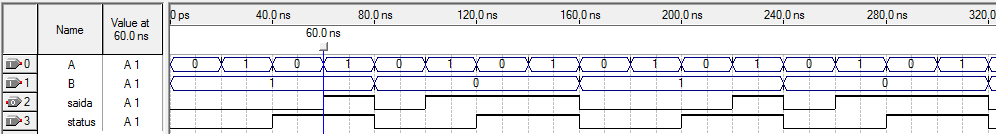 Name Value at 60.0 ns 0 ps 40.0 ns 80.0 ns 120.0 ns 160.0 ns 200.0 ns 240.0 ns 280.0 ns 320.0
60.0 ns
0 A A 1 0 1 0 1 0 1 0 1 0 1 0 1 0 1 0 1
1 B A 1 1 0 1 0
2 saida A 1
3 status A 1